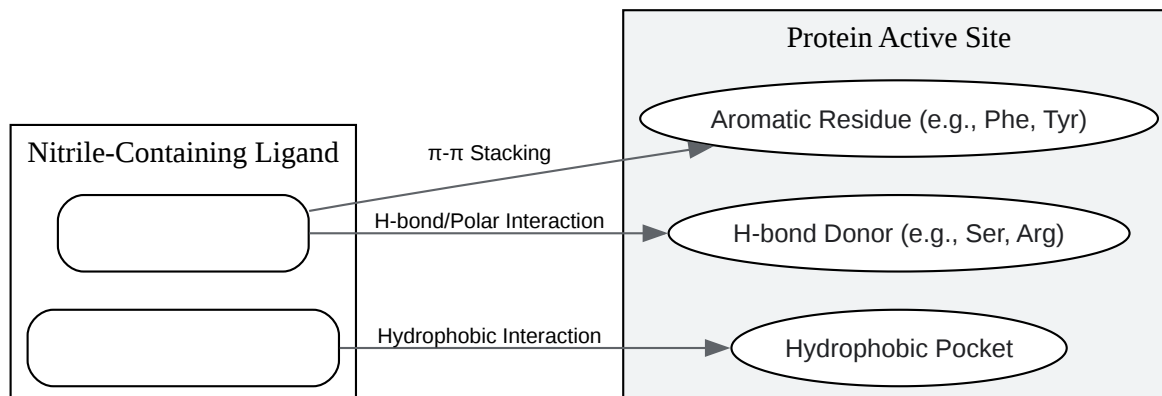 Protein Active Site
Aromatic Residue (e.g., Phe, Tyr)
Nitrile-Containing Ligand
π-π Stacking
H-bond/Polar Interaction
H-bond Donor (e.g., Ser, Arg)
Hydrophobic Interaction
Hydrophobic Pocket